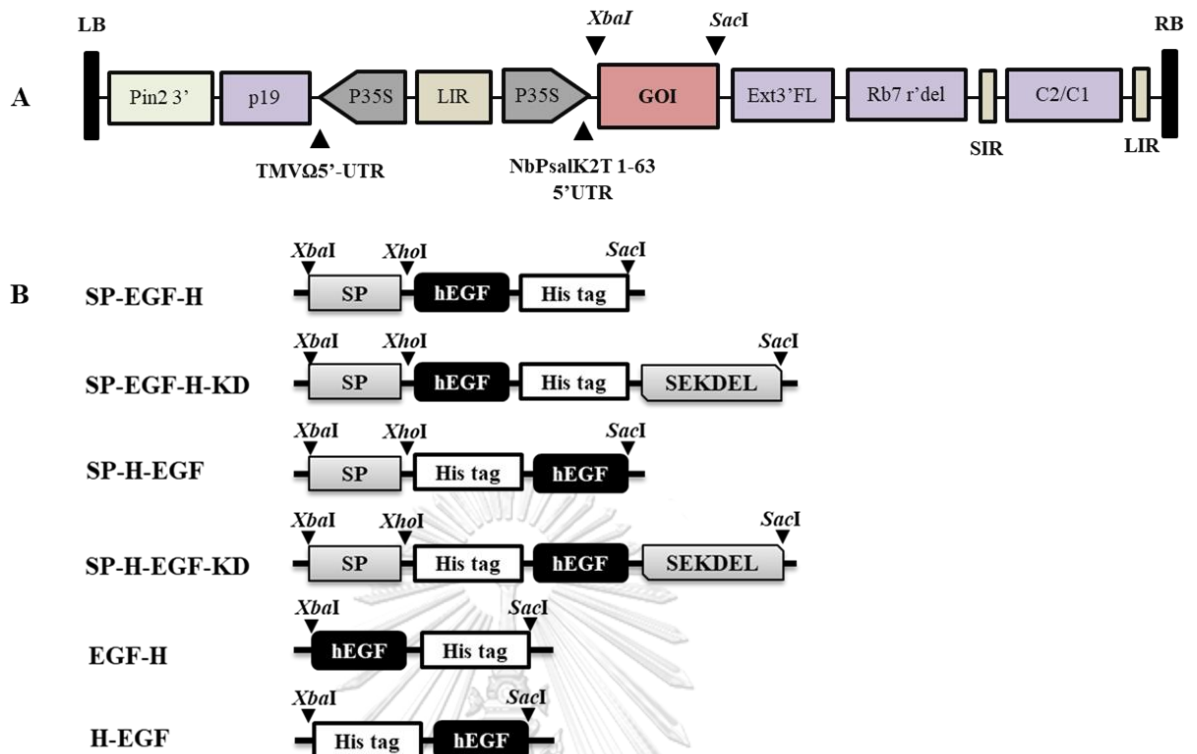 LB
XbaI
SacI
RB
A
Pin2 3’
p19
P35S
LIR
P35S
GOI
Ext3’FL
Rb7 r’del
C2/C1
SIR
LIR
TMVΩ5’-UTR
NbPsalK2T 1-63
5’UTR
B
XbaI
XhoI
SacI
SP-EGF-H
SP
hEGF
His tag
XbaI
XhoI
SacI
SP-EGF-H-KD
SP
hEGF
His tag
SEKDEL
XbaI
XhoI
SacI
SP-H-EGF
SP
His tag
hEGF
XbaI
XhoI
SacI
SP-H-EGF-KD
SP
His tag
hEGF
SEKDEL
XbaI
SacI
EGF-H
hEGF
His tag
XbaI
SacI
H-EGF
His tag
hEGF